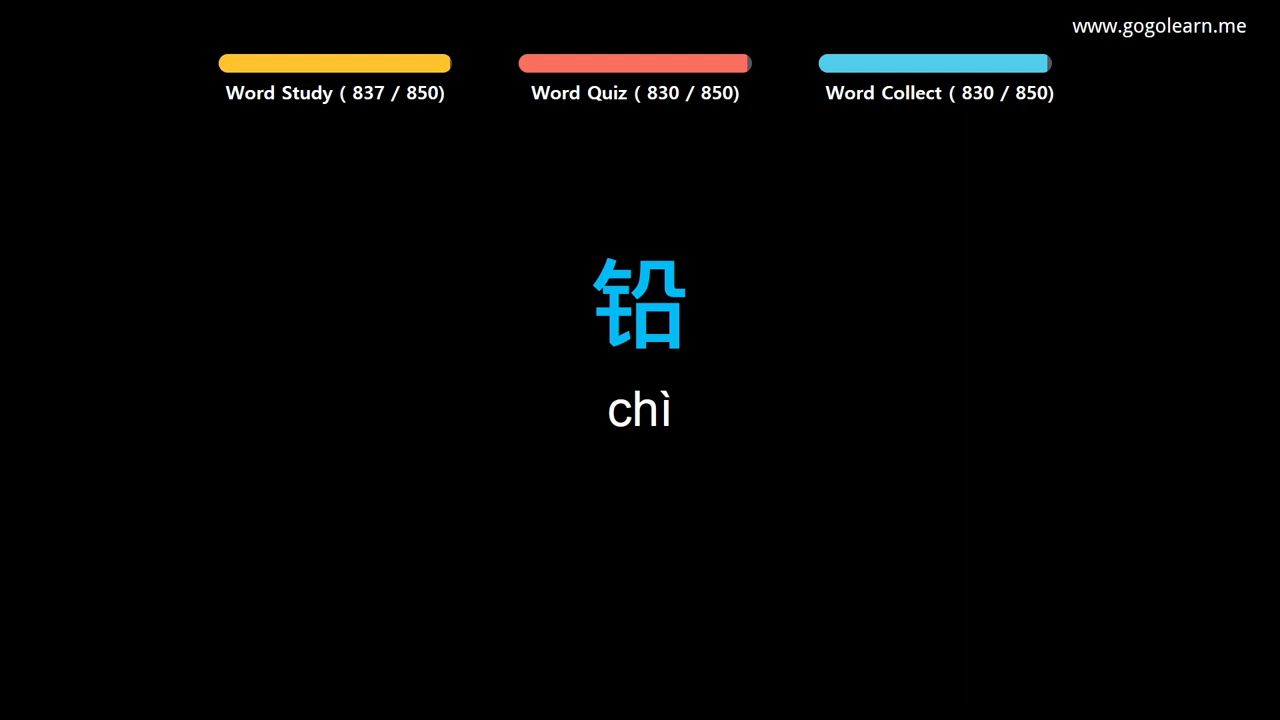 www.gogolearn.me
Word Study ( 837 / 850)
Word Quiz ( 830 / 850)
Word Collect ( 830 / 850)
铅
chì